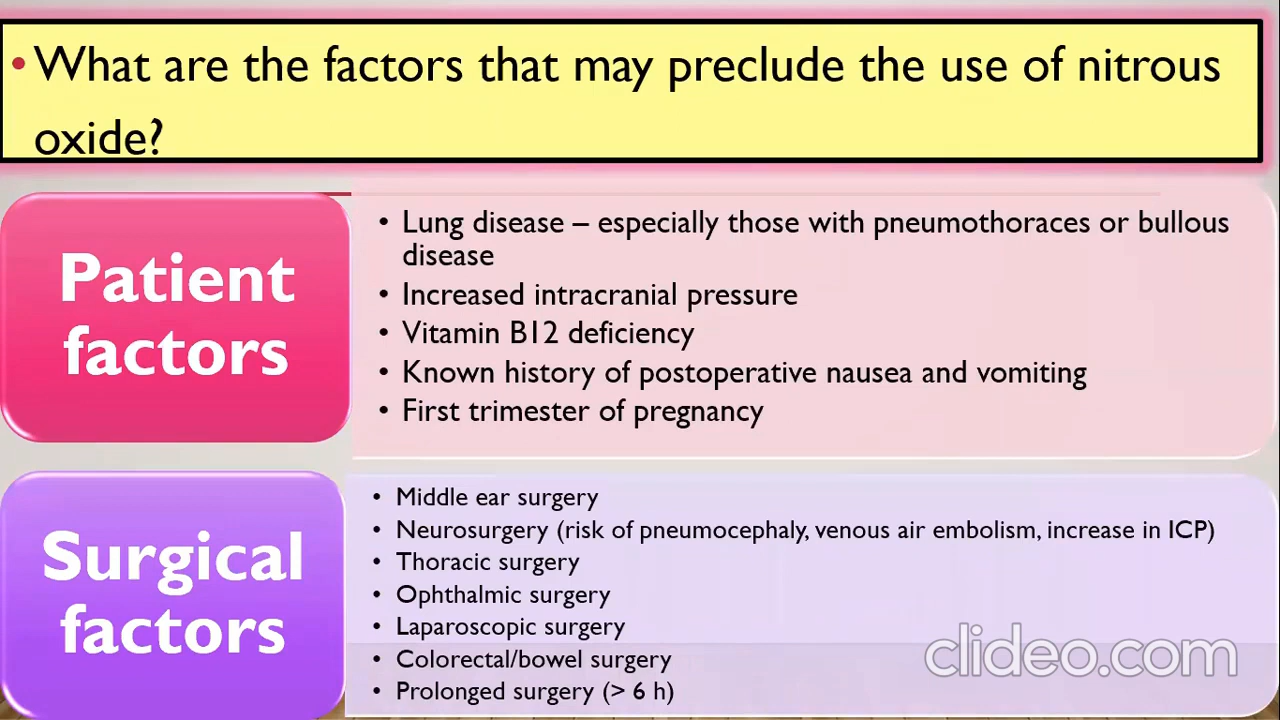 • What are the factors that may preclude the use of nitrous
oxide?
Patient
factors
• Lung disease – especially those with pneumothoraces or bullous
disease
• Increased intracranial pressure
• Vitamin B12 deficiency
• Known history of postoperative nausea and vomiting
• First trimester of pregnancy
Surgical
factors
• Middle ear surgery
• Neurosurgery (risk of pneumocephaly, venous air embolism, increase in ICP)
• Thoracic surgery
• Ophthalmic surgery
• Laparoscopic surgery
• Colorectal/bowel surgery
• Prolonged surgery (> 6 h)
clideo.com